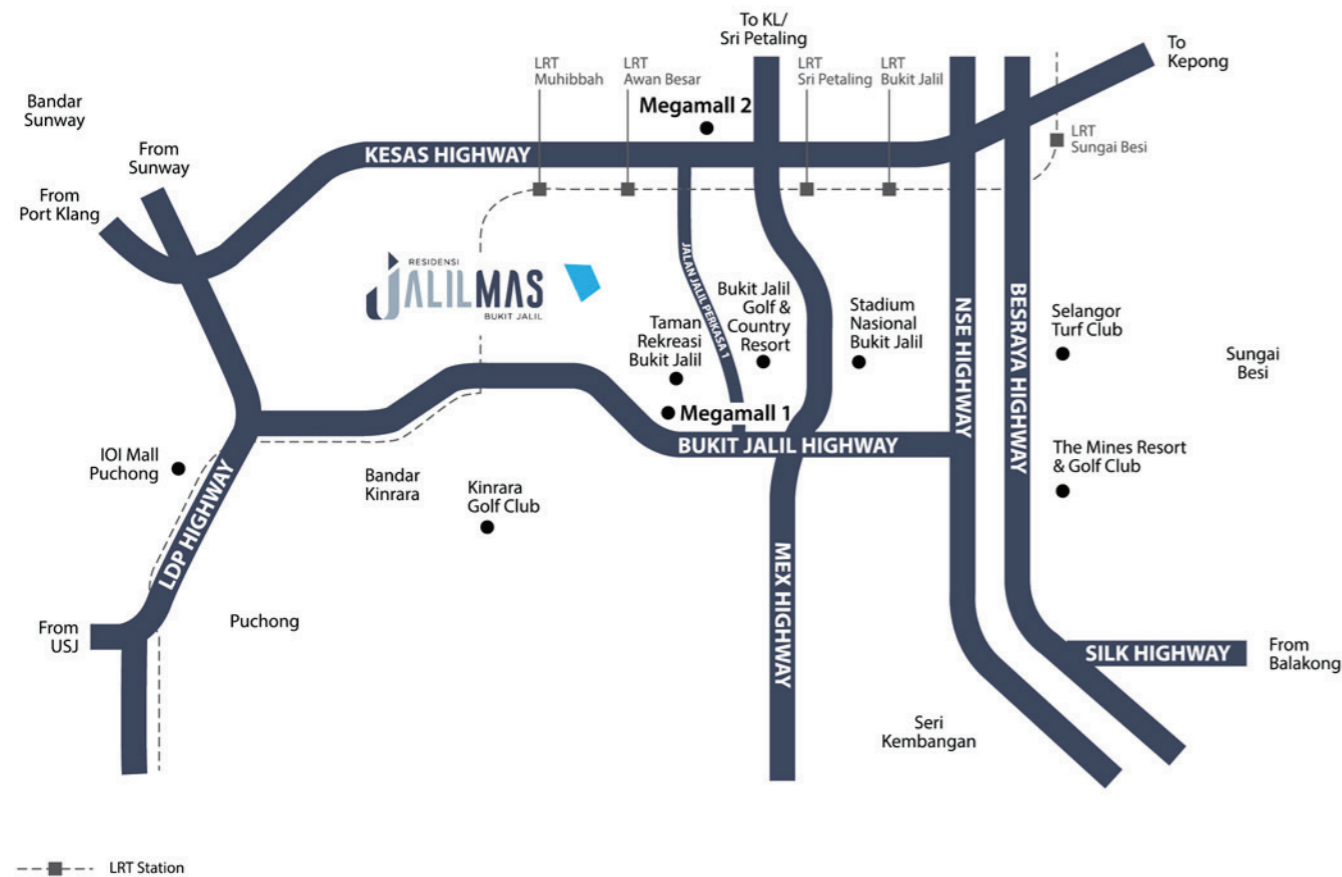 To KL/
Sri Petaling
To
Kepong
LRT
Muhibbah
LRT
Awan Besar
LRT
Sri Petaling
LRT
Bukit Jalil
Megamall 2
Bandar
Sunway
From
Sunway
KESAS HIGHWAY
LRT
Sungai Besi
From
Port Klang
RESIDENSI
JALILMAS
BUKIT JALIL
JALAN JALIL PERKASA 1
Bukit Jalil
Golf &
Country
Resort
Taman
Rekreasi
Bukit Jalil
Stadium
Nasional
Bukit Jalil
NSE HIGHWAY
BESRAYA HIGHWAY
Selangor
Turf Club
Sungai
Besi
Megamall 1
BUKIT JALIL HIGHWAY
IOI Mall
Puchong
LDP HIGHWAY
Bandar
Kinrara
Kinrara
Golf Club
The Mines Resort
& Golf Club
MEX HIGHWAY
From
USJ
Puchong
SILK HIGHWAY
From
Balakong
Seri
Kembangan
LRT Station